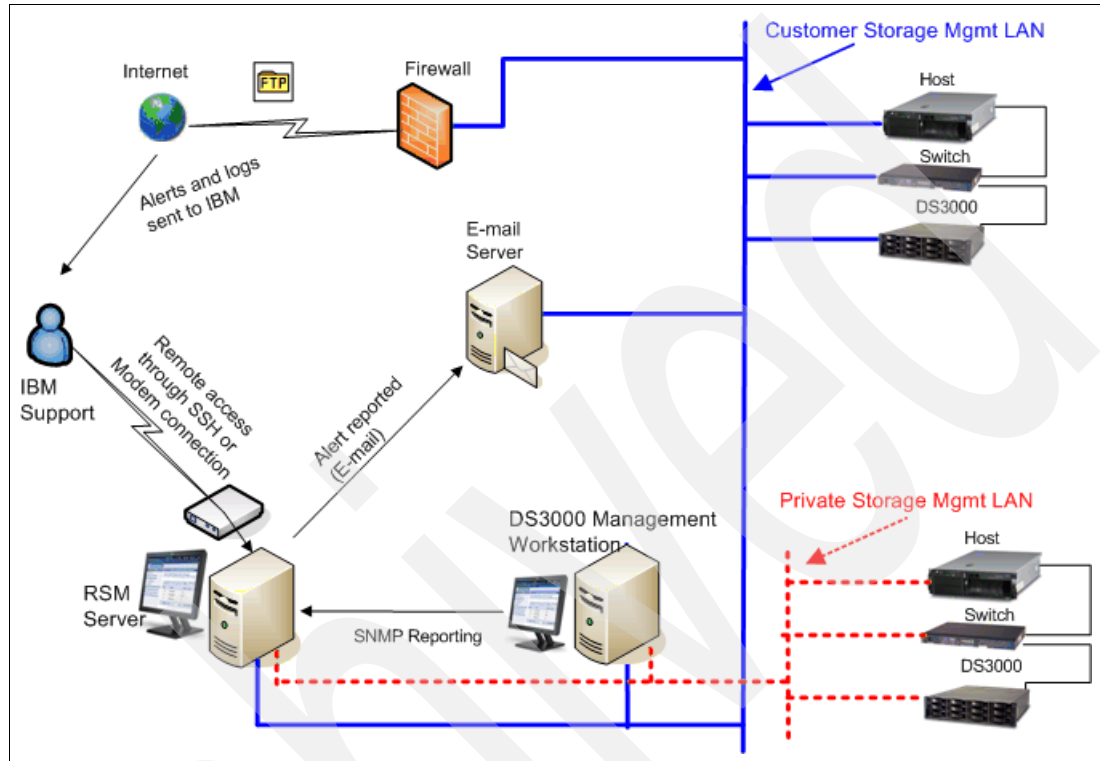 Customer Storage Mgmt LAN
Internet
FTP
Firewall
Host
Switch
DS3000
Alerts and logs
sent to IBM
E-mail
Server
IBM
Support
Remote access
through SSH or
Modem connection
Alert reported
(E-mail)
Private Storage Mgmt LAN
DS3000 Management
Workstation
Host
RSM
Server
SNMP Reporting
Switch
DS3000